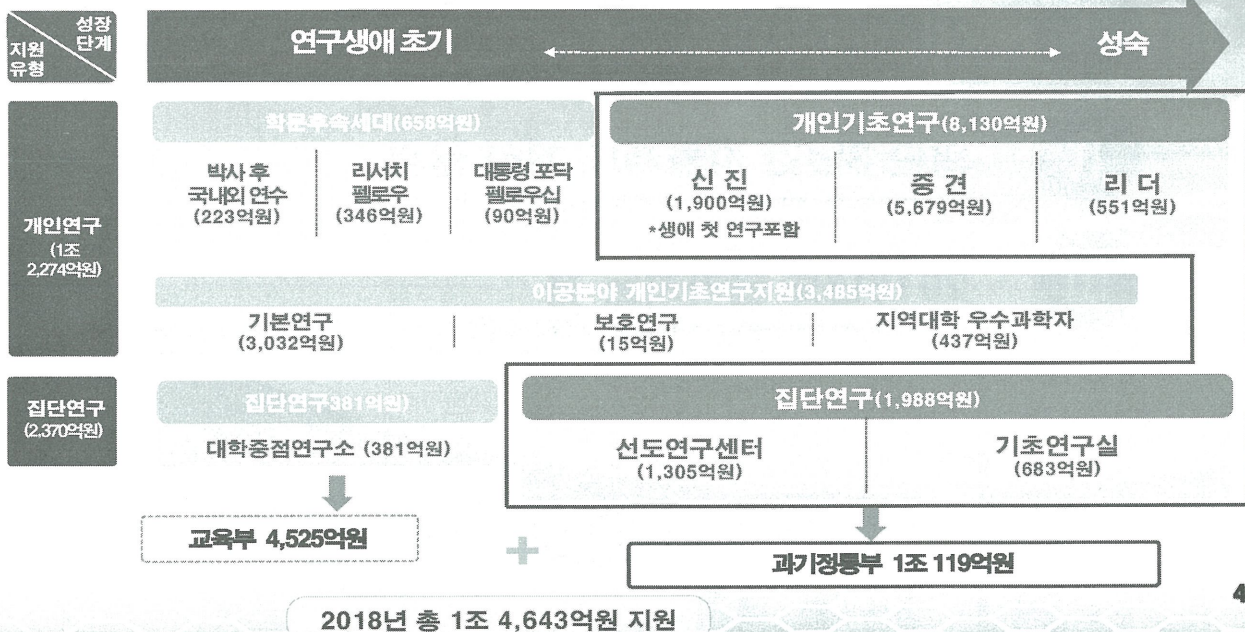 성장
단계
지원
유형
연구생애 초기
성숙
개인연구
(1조
2,274억원)
학문후속세대(658억원)
박사 후
국내외 연수
(223억원)
리서치
펠로우
(346억원)
대통령 포닥
펠로우십
(90억원)
개인기초연구(8,130억원)
신 진
(1,900억원)
*생애 첫 연구포함
중 견
(5,679억원)
리 더
(551억원)
이공분야 개인기초연구지원(3,485억원)
기본연구
(3,032억원)
보호연구
(15억원)
지역대학 우수과학자
(437억원)
집단연구
(2,370억원)
집단연구381억원)
대학중점연구소 (381억원)
집단연구(1,988억원)
선도연구센터
(1,305억원)
기초연구실
(683억원)
교육부 4,525억원
+
과기정통부 1조 119억원
2018년 총 1조 4,643억원 지원
4